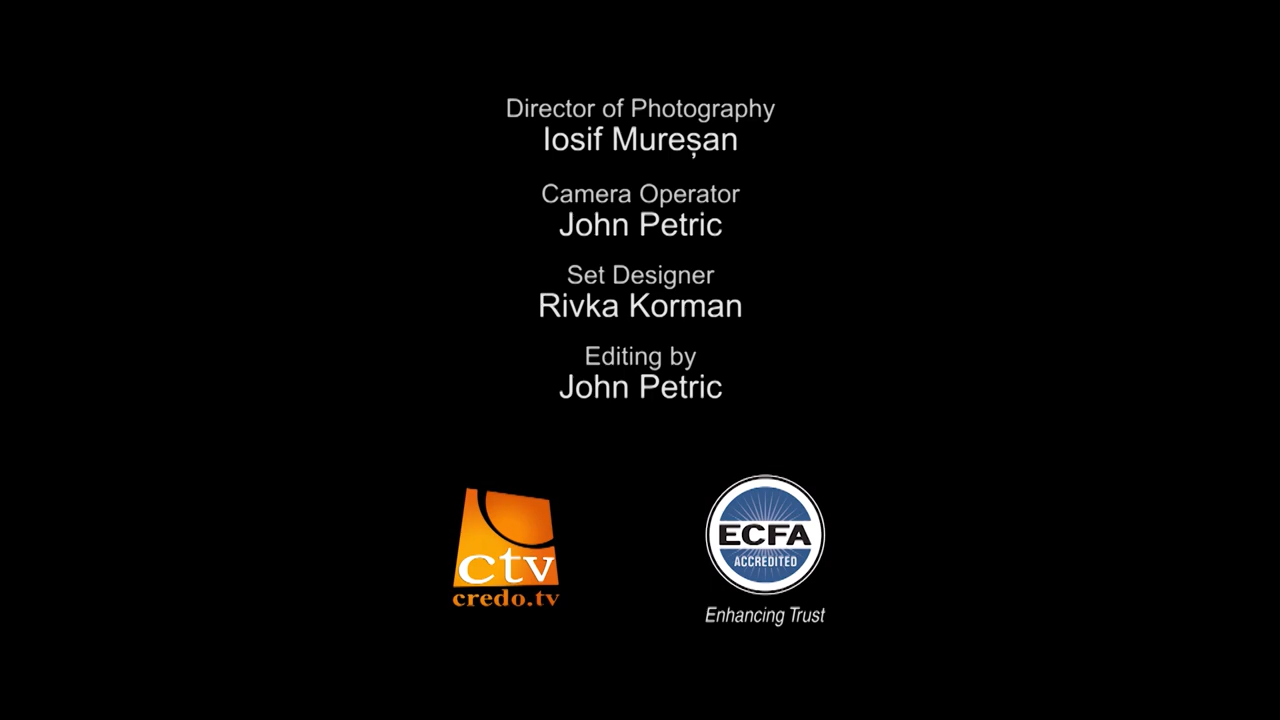 Director of Photography
Iosif Mureșan
Camera Operator
John Petric
Set Designer
Rivka Korman
Editing by
John Petric
ctv
credo.tv
ECFA
ACCREDITED
Enhancing Trust